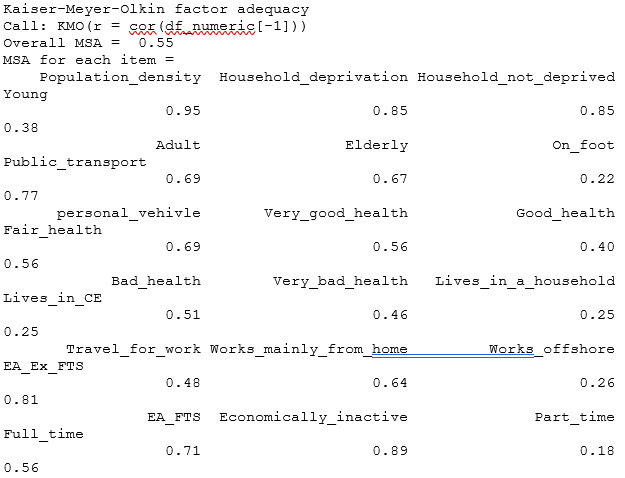 Kaiser-Meyer-Olkin factor adequacy
Call: KMO(r = cor(df_numeric[-1]))
Overall MSA =  0.55
MSA for each item =
Population_density Household_deprivation Household_not_deprived
Young
0.95 0.85 0.85
0.38
Adult Elderly On_foot
Public_transport
0.69 0.67 0.22
0.77
personal_vehivle Very_good_health Good_health
Fair_health
0.69 0.56 0.40
0.56
Bad_health Very_bad_health Lives_in_a_household
Lives_in_CE
0.51 0.46 0.25
0.25
Travel_for_work Works_mainly_from_home Works_offshore
EA_Ex_FTS
0.48 0.64 0.26
0.81
EA_FTS Economically_inactive Part_time
Full_time
0.71 0.89 0.18
0.56